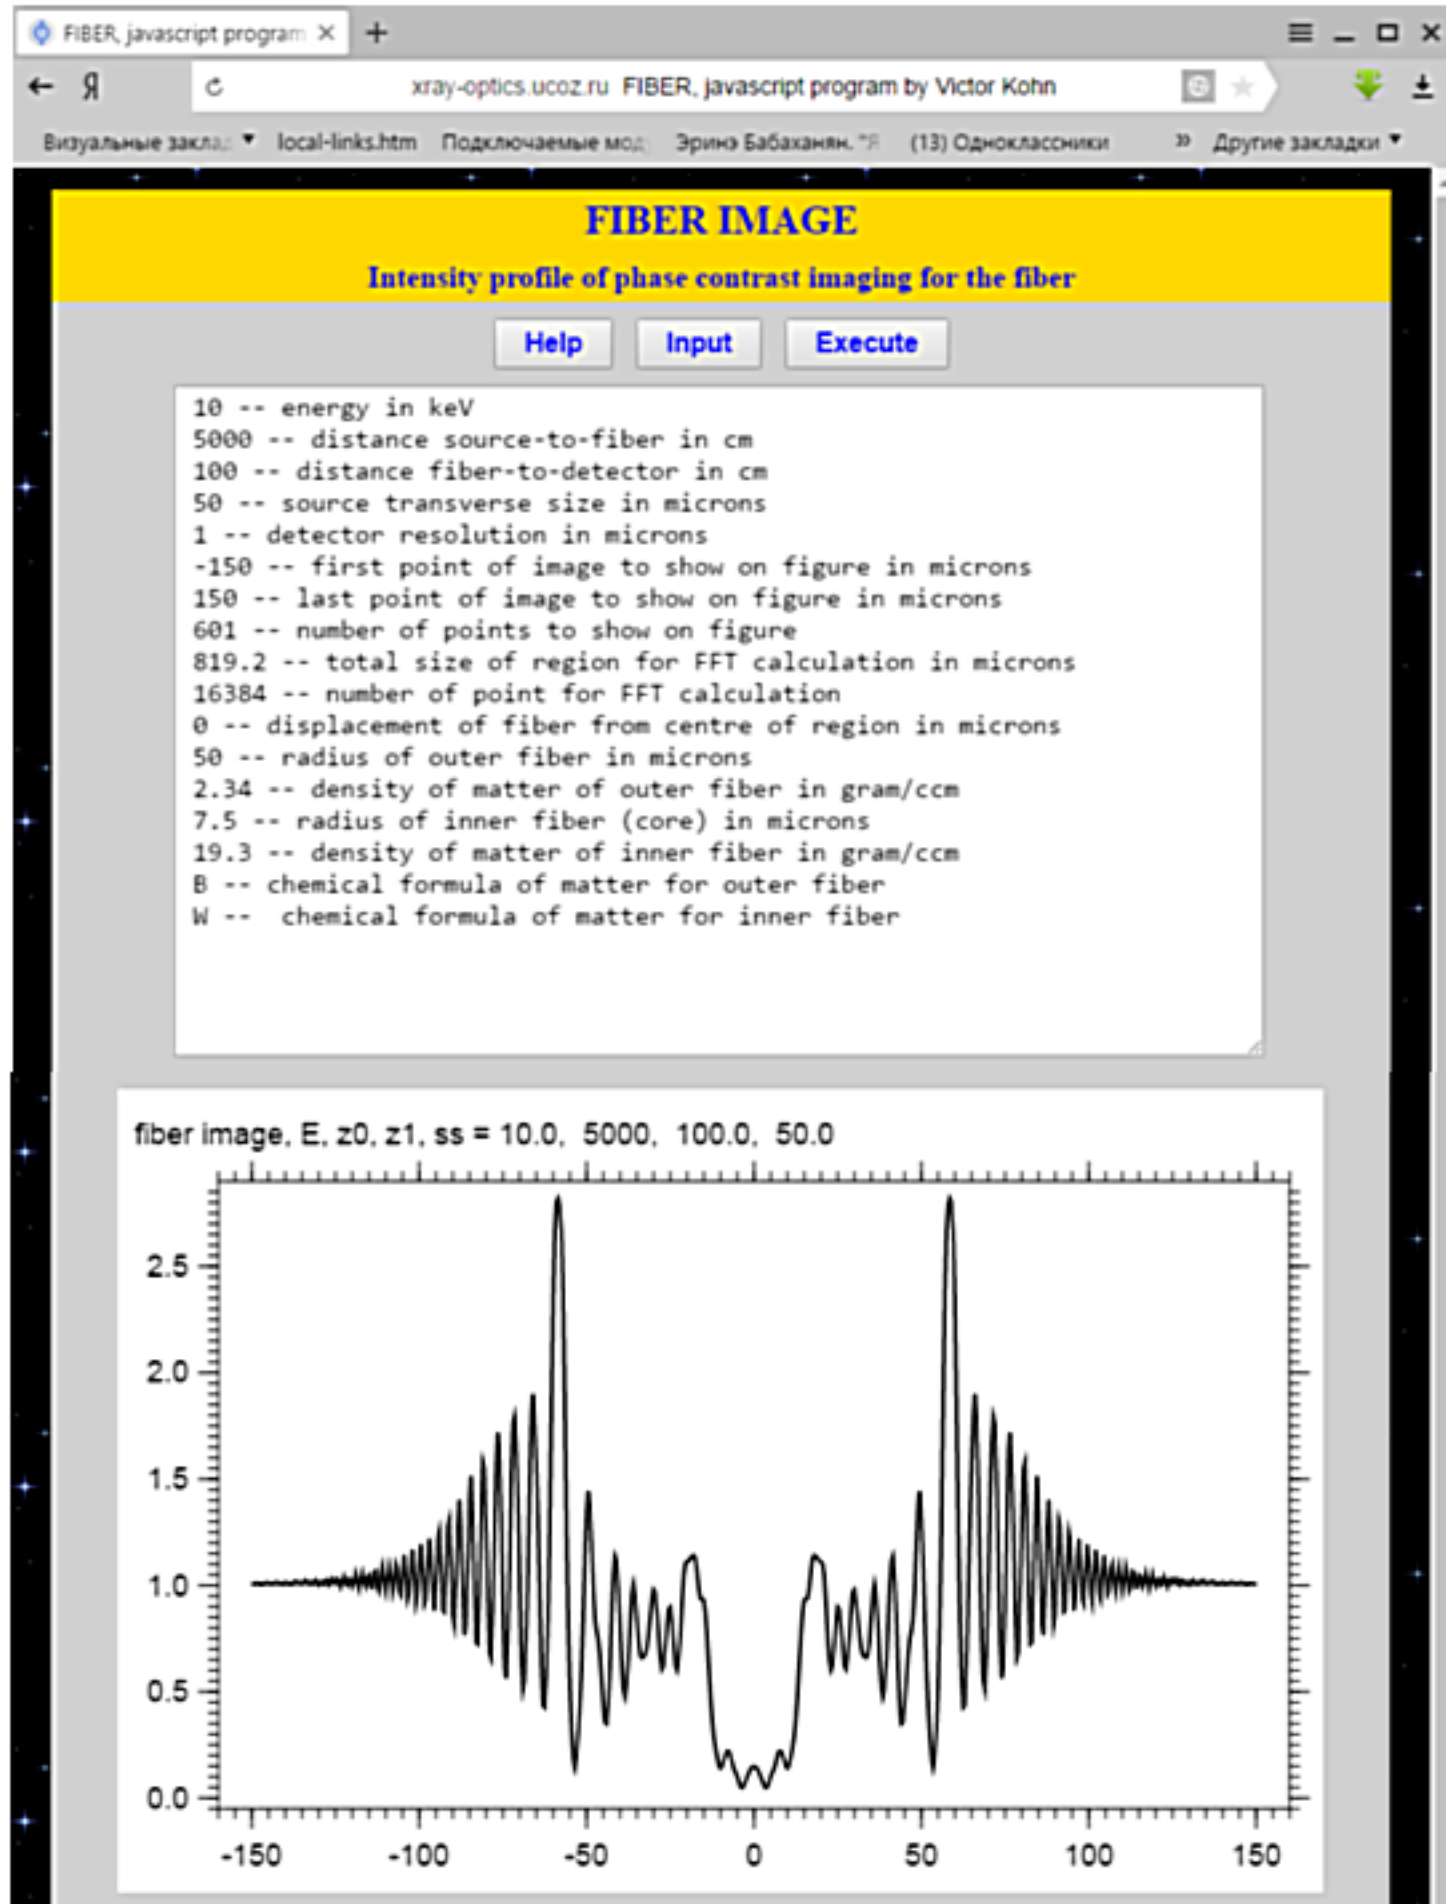 FIBER, javascript program
Я xray-optics.ucoz.ru FIBER, javascript program by Victor Kohn
Визуальные заклад local-links.htm Подключаемые мод Эринэ Бабаханян. "Я (13) Одноклассники » Другие закладки
FIBER IMAGE
Intensity profile of phase contrast imaging for the fiber
Help Input Execute
10 -- energy in keV
5000 -- distance source-to-fiber in cm
100 -- distance fiber-to-detector in cm
50 -- source transverse size in microns
1 -- detector resolution in microns
-150 -- first point of image to show on figure in microns
150 -- last point of image to show on figure in microns
601 -- number of points to show on figure
819.2 -- total size of region for FFT calculation in microns
16384 -- number of point for FFT calculation
0 -- displacement of fiber from centre of region in microns
50 -- radius of outer fiber in microns
2.34 -- density of matter of outer fiber in gram/ccm
7.5 -- radius of inner fiber (core) in microns
19.3 -- density of matter of inner fiber in gram/ccm
B -- chemical formula of matter for outer fiber
W -- chemical formula of matter for inner fiber
fiber image, E, z0, z1, ss = 10.0, 5000, 100.0, 50.0
2.5
2.0
1.5
1.0
0.5
0.0
-150 -100 -50 0 50 100 150